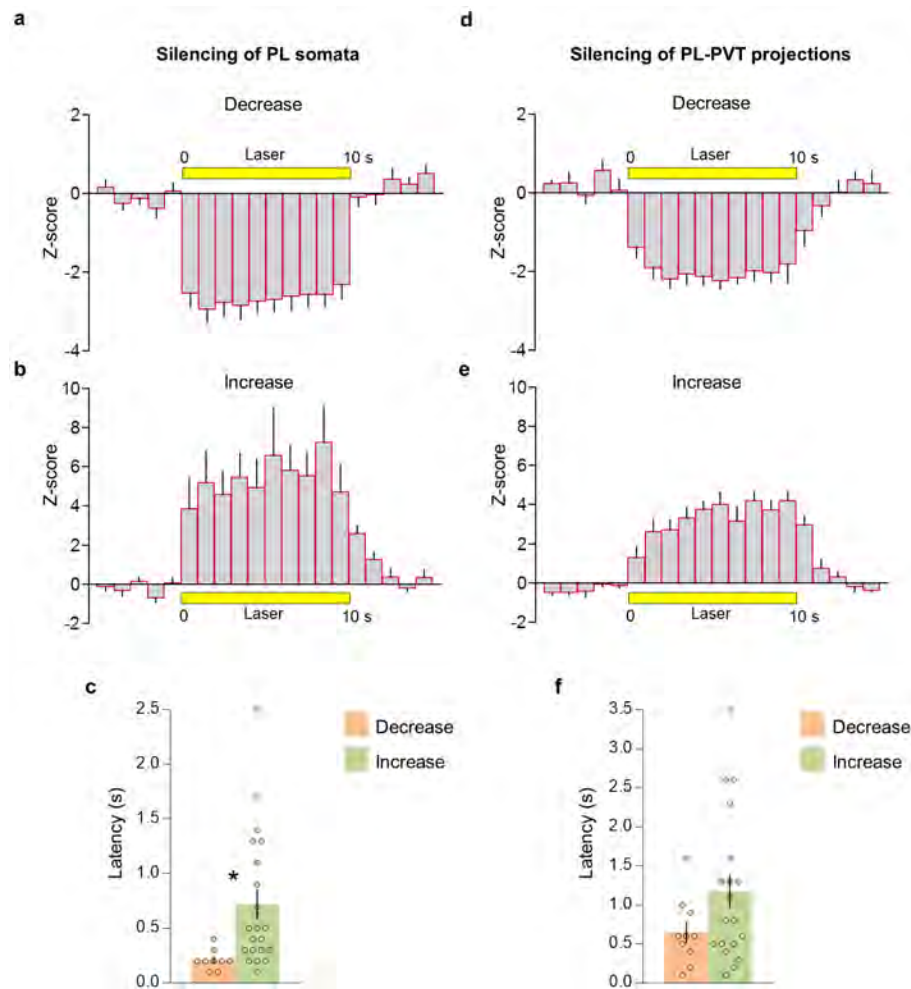 a
Silencing of PL somata
Decrease
2
0
-2
-4
Z-score
0
Laser
10 s
b
Increase
10
8
6
4
2
0
-2
Z-score
0
Laser
10 s
c
2.5
2.0
1.5
1.0
0.5
0.0
Latency (s)
*
Decrease
Increase
d
Silencing of PL-PVT projections
Decrease
2
0
-2
-4
Z-score
0
Laser
10 s
e
Increase
10
8
6
4
2
0
-2
Z-score
0
Laser
10 s
f
3.5
3.0
2.5
2.0
1.5
1.0
0.5
0.0
Latency (s)
Decrease
Increase